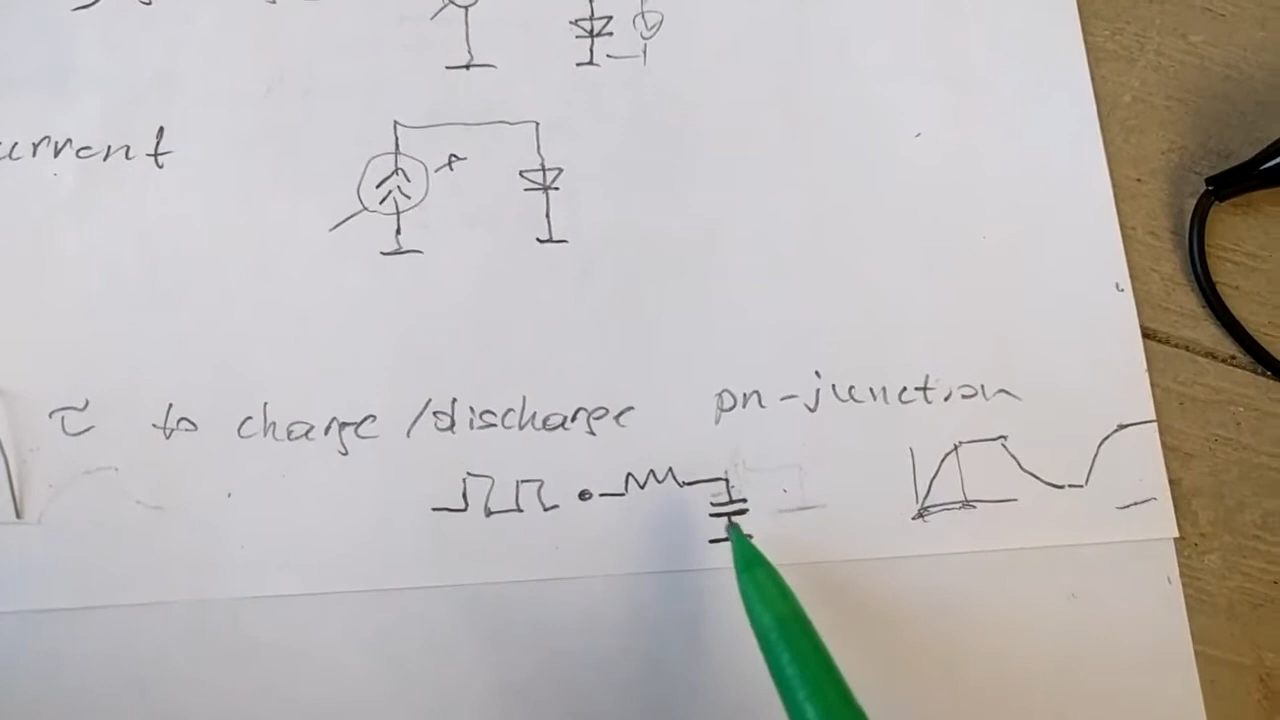 urrent
τ to charge/discharge pn-junction